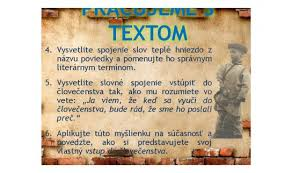 PRACUJEME S
TEXTOM
4. Vysvetlite spojenie slov teplé hniezdo z
názvu poviedky a pomenujte ho správnym
literárnym termínom.
5. Vysvetlite slovné spojenie vstúpiť do
človečenstva tak, ako mu rozumiete vo
vete: „Ja viem, že keď sa vyučí do
človečenstva, bude rád, že sme ho poslali
preč.“
6. Aplikujte túto myšlienku na súčasnosť a
povedzte, ako si predstavujete svoj
vlastný vstup do človečenstva.